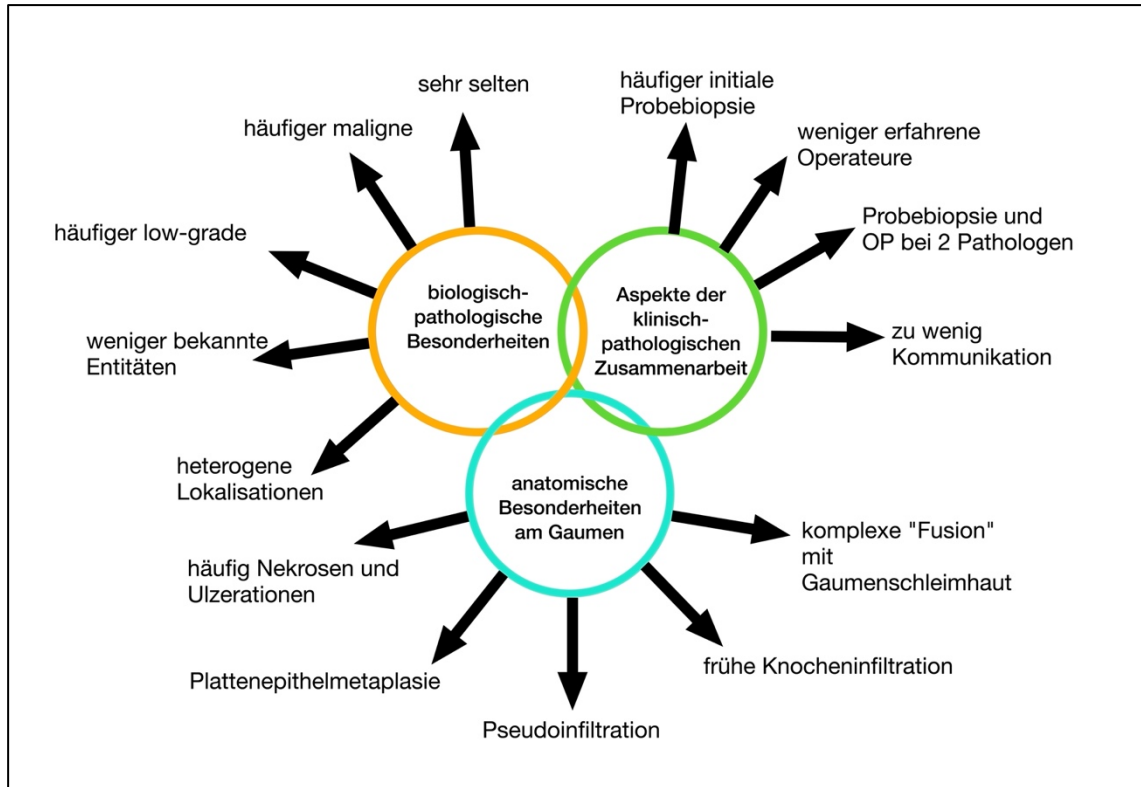 sehr selten
häufiger maligne
häufiger low-grade
weniger bekannte
Entitäten
heterogene
Lokalisationen
biologisch-
pathologische
Besonderheiten
häufiger initiale
Probebiopsie
weniger erfahrene
Operateure
Probebiopsie und
OP bei 2 Pathologen
zu wenig
Kommunikation
Aspekte der
klinisch-
pathologischen
Zusammenarbeit
anatomische
Besonderheiten
am Gaumen
häufig Nekrosen und
Ulzerationen
Plattenepithelmetaplasie
Pseudoinfiltration
frühe Knocheninfiltration
komplexe "Fusion"
mit
Gaumenschleimhaut